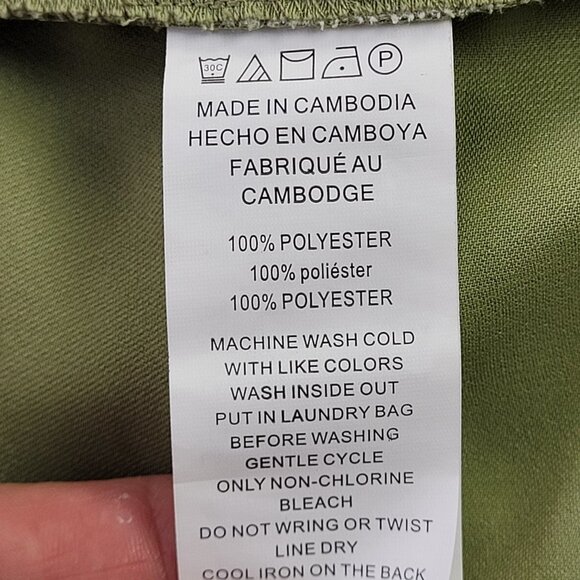 30C P
MADE IN CAMBODIA
HECHO EN CAMBOYA
FABRIQUÉ AU
CAMBODGE
100% POLYESTER
100% poliéster
100% POLYESTER
MACHINE WASH COLD
WITH LIKE COLORS
WASH INSIDE OUT
PUT IN LAUNDRY BAG
BEFORE WASHING
GENTLE CYCLE
ONLY NON-CHLORINE
BLEACH
DO NOT WRING OR TWIST
LINE DRY
COOL IRON ON THE BACK